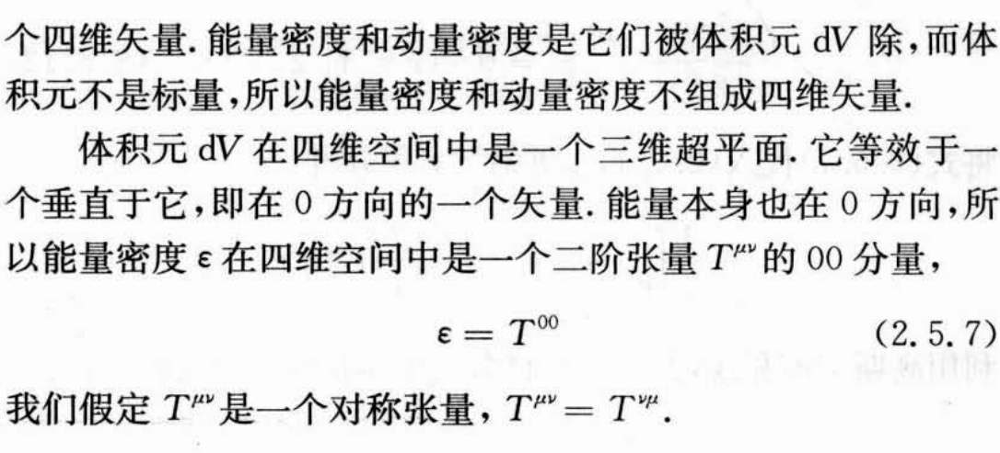 个四维矢量. 能量密度和动量密度是它们被体积元 dV 除,而体
积元不是标量,所以能量密度和动量密度不组成四维矢量.
体积元 dV 在四维空间中是一个三维超平面. 它等效于一
个垂直于它,即在 0 方向的一个矢量. 能量本身也在 0 方向,所
以能量密度 ε 在四维空间中是一个二阶张量 T^{μν} 的 00 分量,
ε = T^{00} (2.5.7)
我们假定 T^{μν} 是一个对称张量, T^{μν} = T^{νμ}.